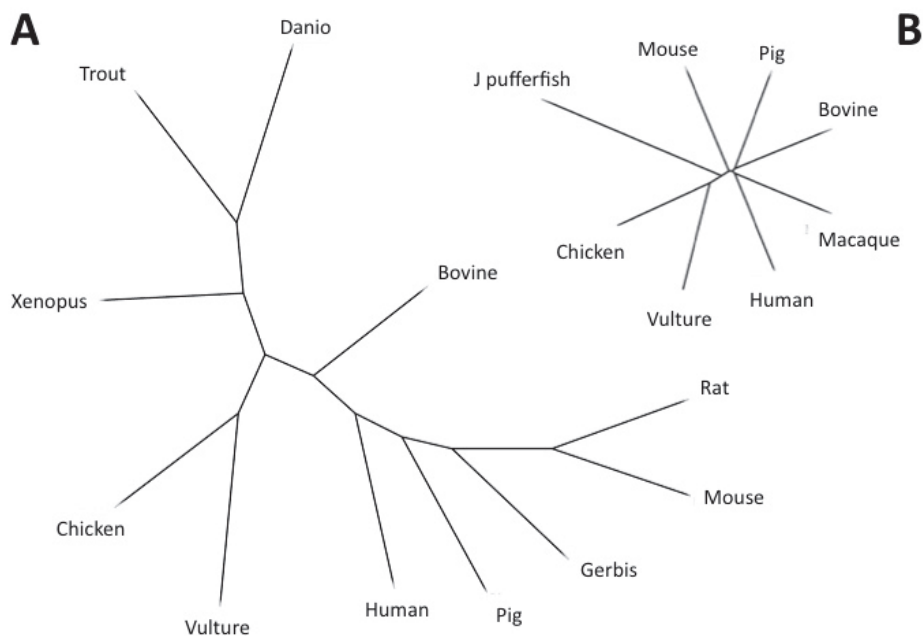 A
Danio
Trout
Xenopus
Bovine
Rat
Mouse
Gerbis
Pig
Human
Chicken
Vulture
B
Mouse
Pig
J pufferfish
Bovine
Macaque
Human
Vulture
Chicken